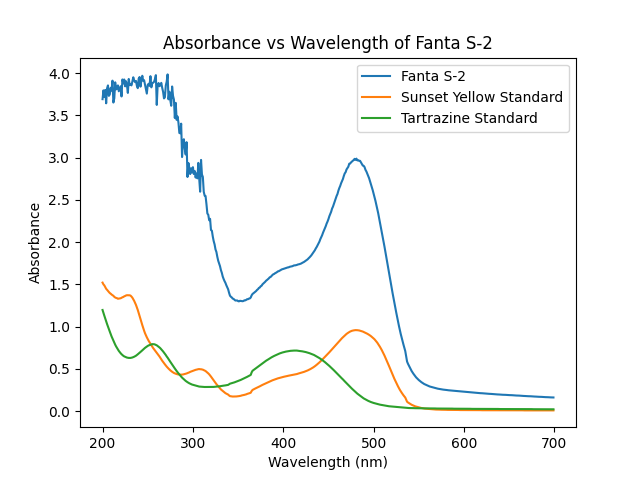 Absorbance vs Wavelength of Fanta S-2
Fanta S-2
Sunset Yellow Standard
Tartrazine Standard
4.0
3.5
3.0
2.5
2.0
1.5
1.0
0.5
0.0
Absorbance
200 300 400 500 600 700
Wavelength (nm)